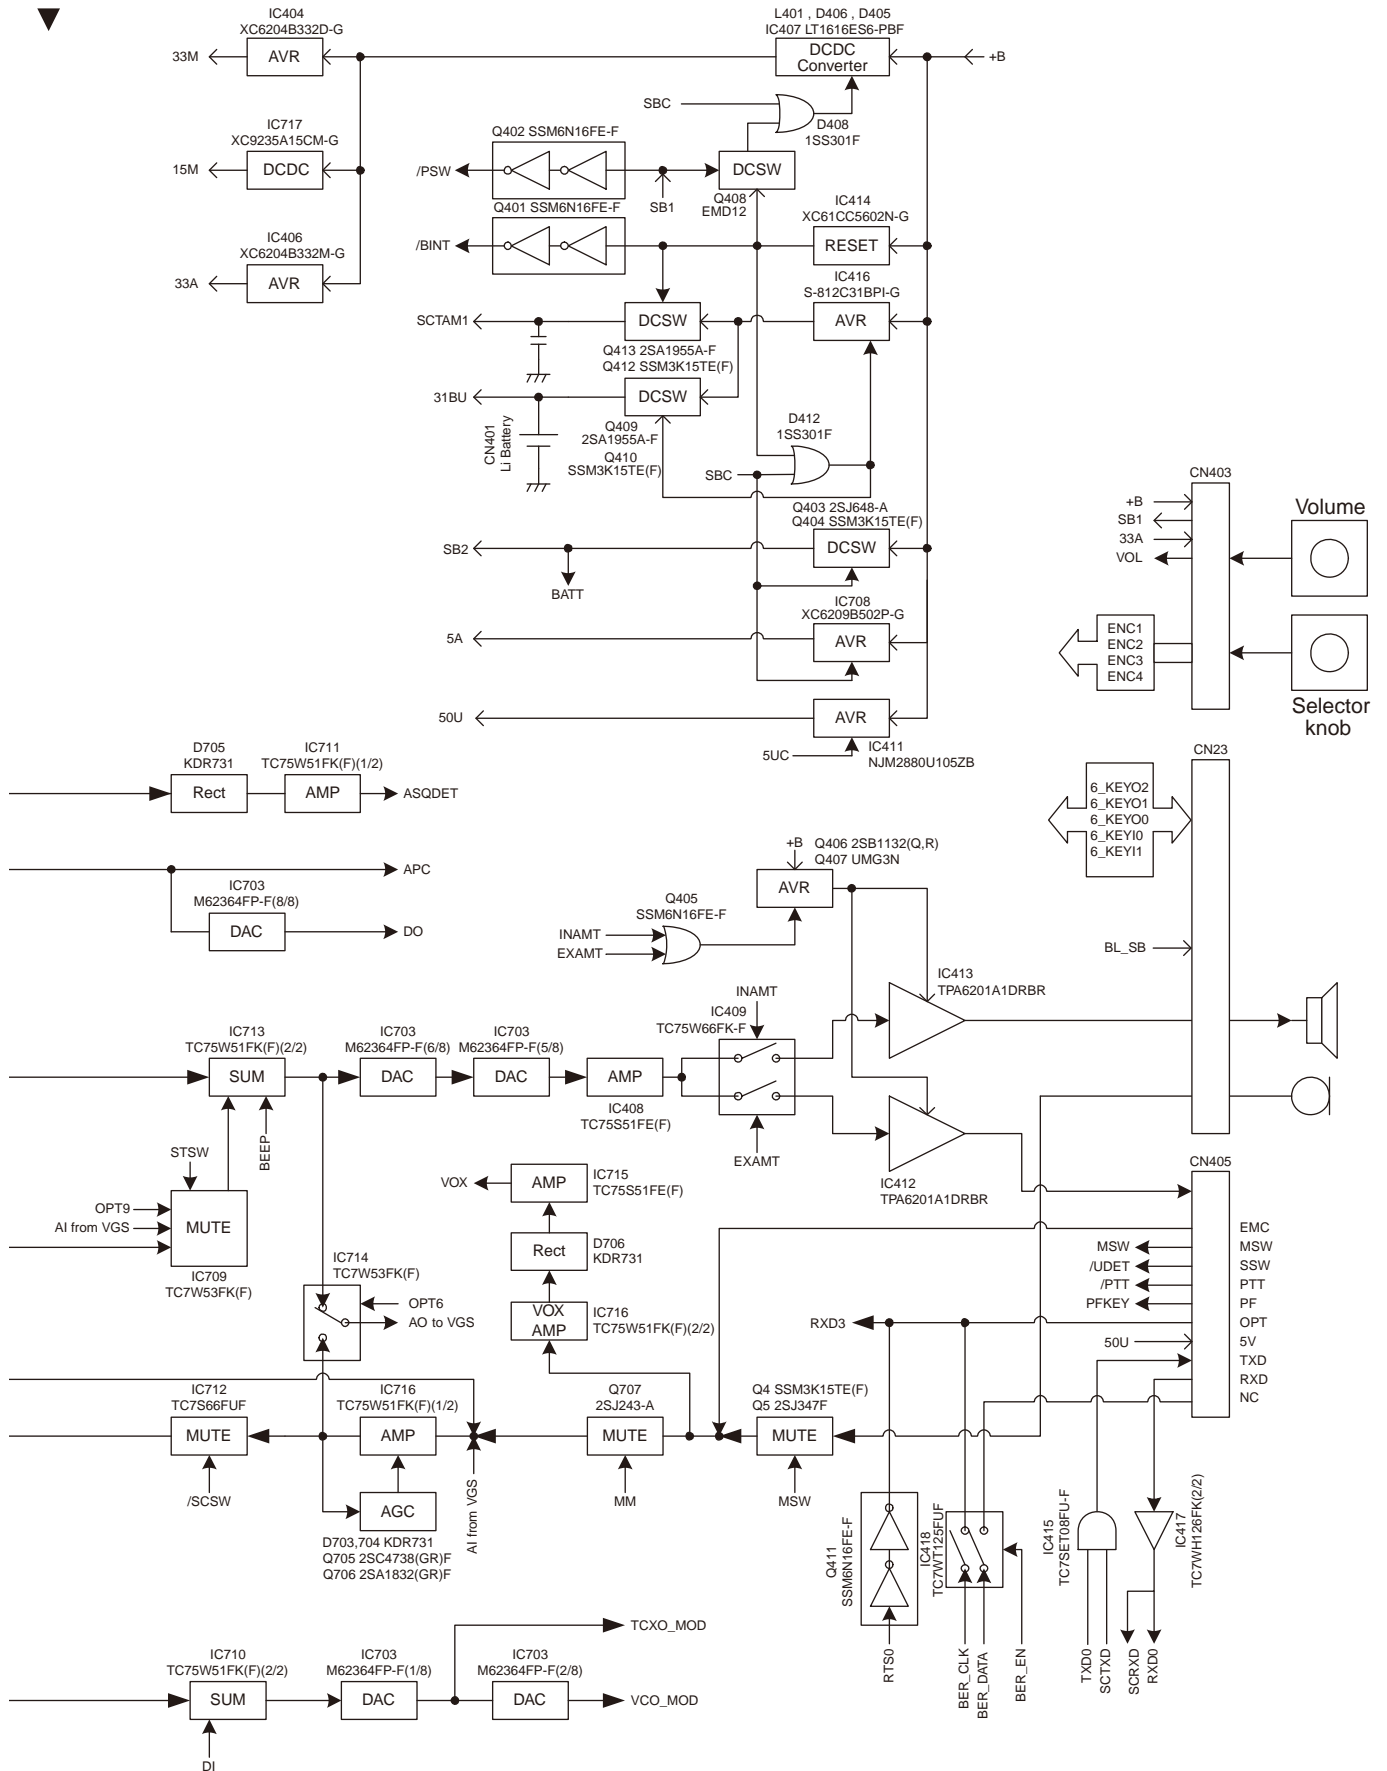 IC404
XC6204B332D-G
33M
AVR
L401 , D406 , D405
IC407 LT1616ES6-PBF
DCDC
Converter
+B
SBC
D408
1SS301F
IC717
XC9235A15CM-G
15M
DCDC
Q402 SSM6N16FE-F
/PSW
SB1
DCSW
Q408
EMD12
Q401 SSM6N16FE-F
/BINT
IC414
XC61CC5602N-G
RESET
IC406
XC6204B332M-G
33A
AVR
IC416
S-812C31BPI-G
SCTAM1
DCSW
AVR
Q413 2SA1955A-F
Q412 SSM3K15TE(F)
31BU
DCSW
CN401
Li Battery
Q409
2SA1955A-F
Q410
SSM3K15TE(F)
D412
1SS301F
SBC
Q403 2SJ648-A
Q404 SSM3K15TE(F)
SB2
DCSW
BATT
IC708
XC6209B502P-G
5A
AVR
50U
AVR
5UC
IC411
NJM2880U105ZB
CN403
+B
SB1
33A
VOL
Volume
ENC1
ENC2
ENC3
ENC4
Selector
knob
D705
KDR731
Rect
IC711
TC75W51FK(F)(1/2)
AMP
ASQDET
CN23
6_KEYO2
6_KEYO1
6_KEYO0
6_KEYI0
6_KEYI1
APC
IC703
M62364FP-F(8/8)
DAC
DO
+B
Q406 2SB1132(Q,R)
Q407 UMG3N
AVR
Q405
SSM6N16FE-F
INAMT
EXAMT
BL_SB
IC413
TPA6201A1DRBR
INAMT
IC409
TC75W66FK-F
IC713
TC75W51FK(F)(2/2)
SUM
IC703
M62364FP-F(6/8)
DAC
IC703
M62364FP-F(5/8)
DAC
AMP
IC408
TC75S51FE(F)
EXAMT
IC412
TPA6201A1DRBR
BEEP
STSW
OPT9
AI from VGS
MUTE
IC709
TC7W53FK(F)
VOX
AMP
IC715
TC75S51FE(F)
Rect
D706
KDR731
VOX
AMP
IC716
TC75W51FK(F)(2/2)
IC714
TC7W53FK(F)
OPT6
AO to VGS
CN405
EMC
MSW
MSW
/UDET
SSW
/PTT
PTT
PFKEY
PF
RXD3
OPT
50U
5V
TXD
RXD
NC
IC712
TC7S66FUF
MUTE
/SCSW
IC716
TC75W51FK(F)(1/2)
AMP
AGC
D703,704 KDR731
Q705 2SC4738(GR)F
Q706 2SA1832(GR)F
AI from VGS
Q707
2SJ243-A
MUTE
MM
Q4 SSM3K15TE(F)
Q5 2SJ347F
MUTE
MSW
Q411
SSM6N16FE-F
RTS0
IC418
TC7WT125FUF
BER_CLK
BER_DATA
BER_EN
IC415
TC7SET08FU-F
TXD0
SCTXD
IC417
TC7WH126FK(2/2)
SCRXD
RXD0
IC710
TC75W51FK(F)(2/2)
SUM
DI
IC703
M62364FP-F(1/8)
DAC
TCXO_MOD
IC703
M62364FP-F(2/8)
DAC
VCO_MOD